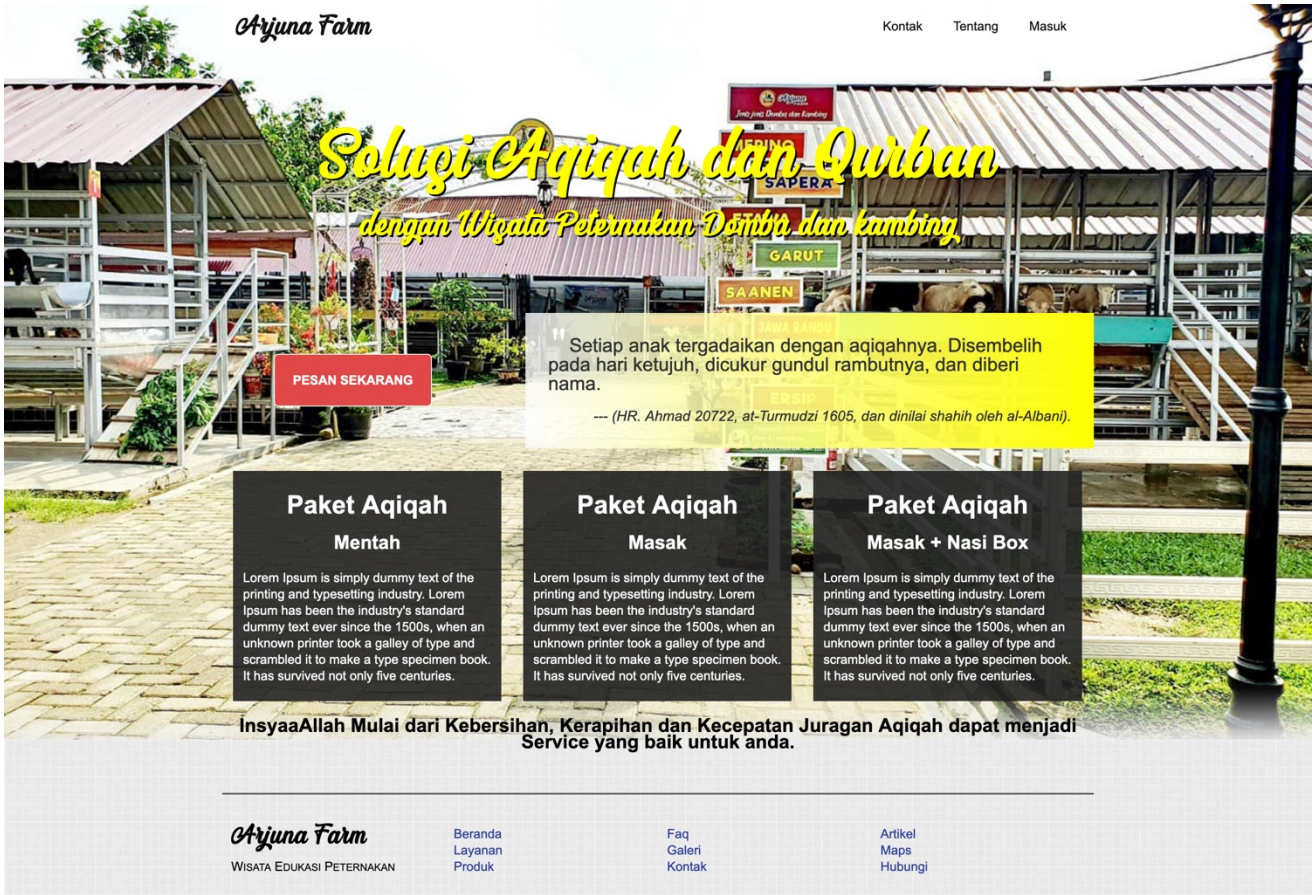 Arjuna Farm
Kontak Tentang Masuk
Arjuna
Jenis-jenis Domba dan Kambing
Solusi Aqiqah dan Qurban
SAPERA
dengan Wisata Peternakan Domba dan kambing
GARUT
SAANEN
JAWA RANDU
" Setiap anak tergadaikan dengan aqiqahnya. Disembelih
pada hari ketujuh, dicukur gundul rambutnya, dan diberi
nama.
--- (HR. Ahmad 20722, at-Turmudzi 1605, dan dinilai shahih oleh al-Albani).
PESAN SEKARANG
Paket Aqiqah
Mentah
Lorem Ipsum is simply dummy text of the
printing and typesetting industry. Lorem
Ipsum has been the industry's standard
dummy text ever since the 1500s, when an
unknown printer took a galley of type and
scrambled it to make a type specimen book.
It has survived not only five centuries.
Paket Aqiqah
Masak
Lorem Ipsum is simply dummy text of the
printing and typesetting industry. Lorem
Ipsum has been the industry's standard
dummy text ever since the 1500s, when an
unknown printer took a galley of type and
scrambled it to make a type specimen book.
It has survived not only five centuries.
Paket Aqiqah
Masak + Nasi Box
Lorem Ipsum is simply dummy text of the
printing and typesetting industry. Lorem
Ipsum has been the industry's standard
dummy text ever since the 1500s, when an
unknown printer took a galley of type and
scrambled it to make a type specimen book.
It has survived not only five centuries.
InsyaaAllah Mulai dari Kebersihan, Kerapihan dan Kecepatan Juragan Aqiqah dapat menjadi
Service yang baik untuk anda.
Arjuna Farm
Wisata Edukasi Peternakan
Beranda
Layanan
Produk
Faq
Galeri
Kontak
Artikel
Maps
Hubungi